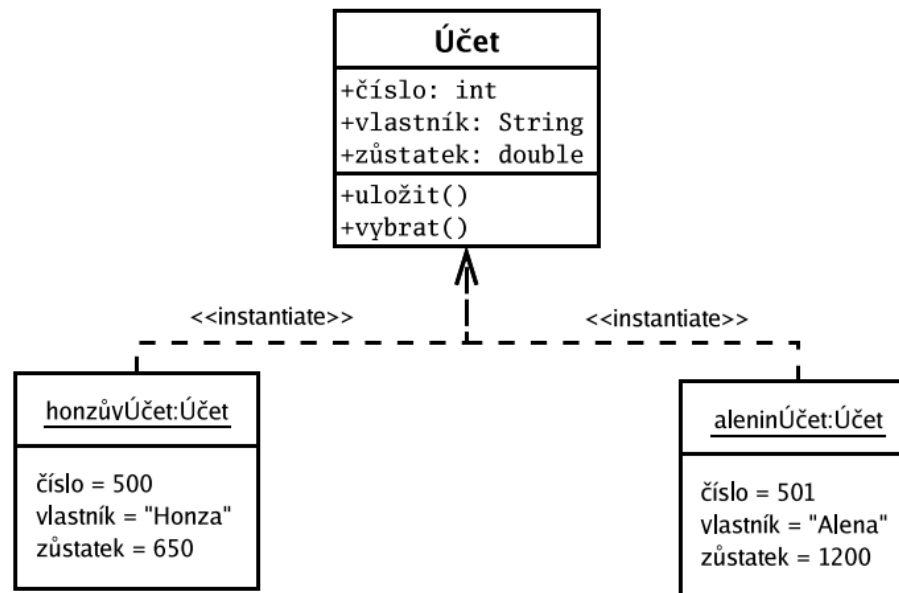 Účet
+číslo: int
+vlastník: String
+zůstatek: double
+uložit()
+vybrat()
<<instantiate>>
<<instantiate>>
honzůvÚčet:Účet
číslo = 500
vlastník = "Honza"
zůstatek = 650
aleninÚčet:Účet
číslo = 501
vlastník = "Alena"
zůstatek = 1200